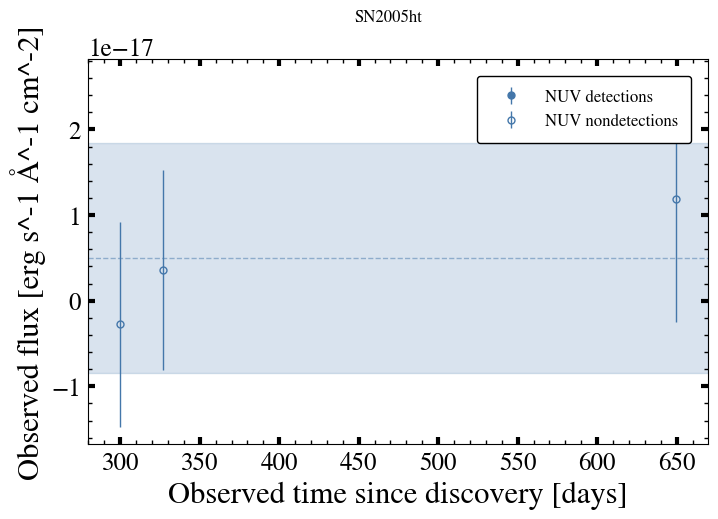 SN2005ht
1e−17
NUV detections
NUV nondetections
2
1
0
−1
Observed flux [erg s^-1 Å^-1 cm^-2]
300 350 400 450 500 550 600 650
Observed time since discovery [days]